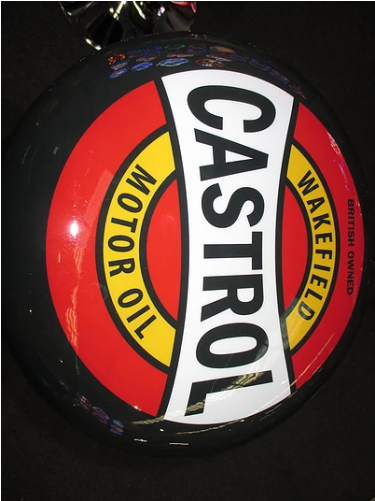 BRITISH OWNED
WAKEFIELD
CASTROL
MOTOR OIL